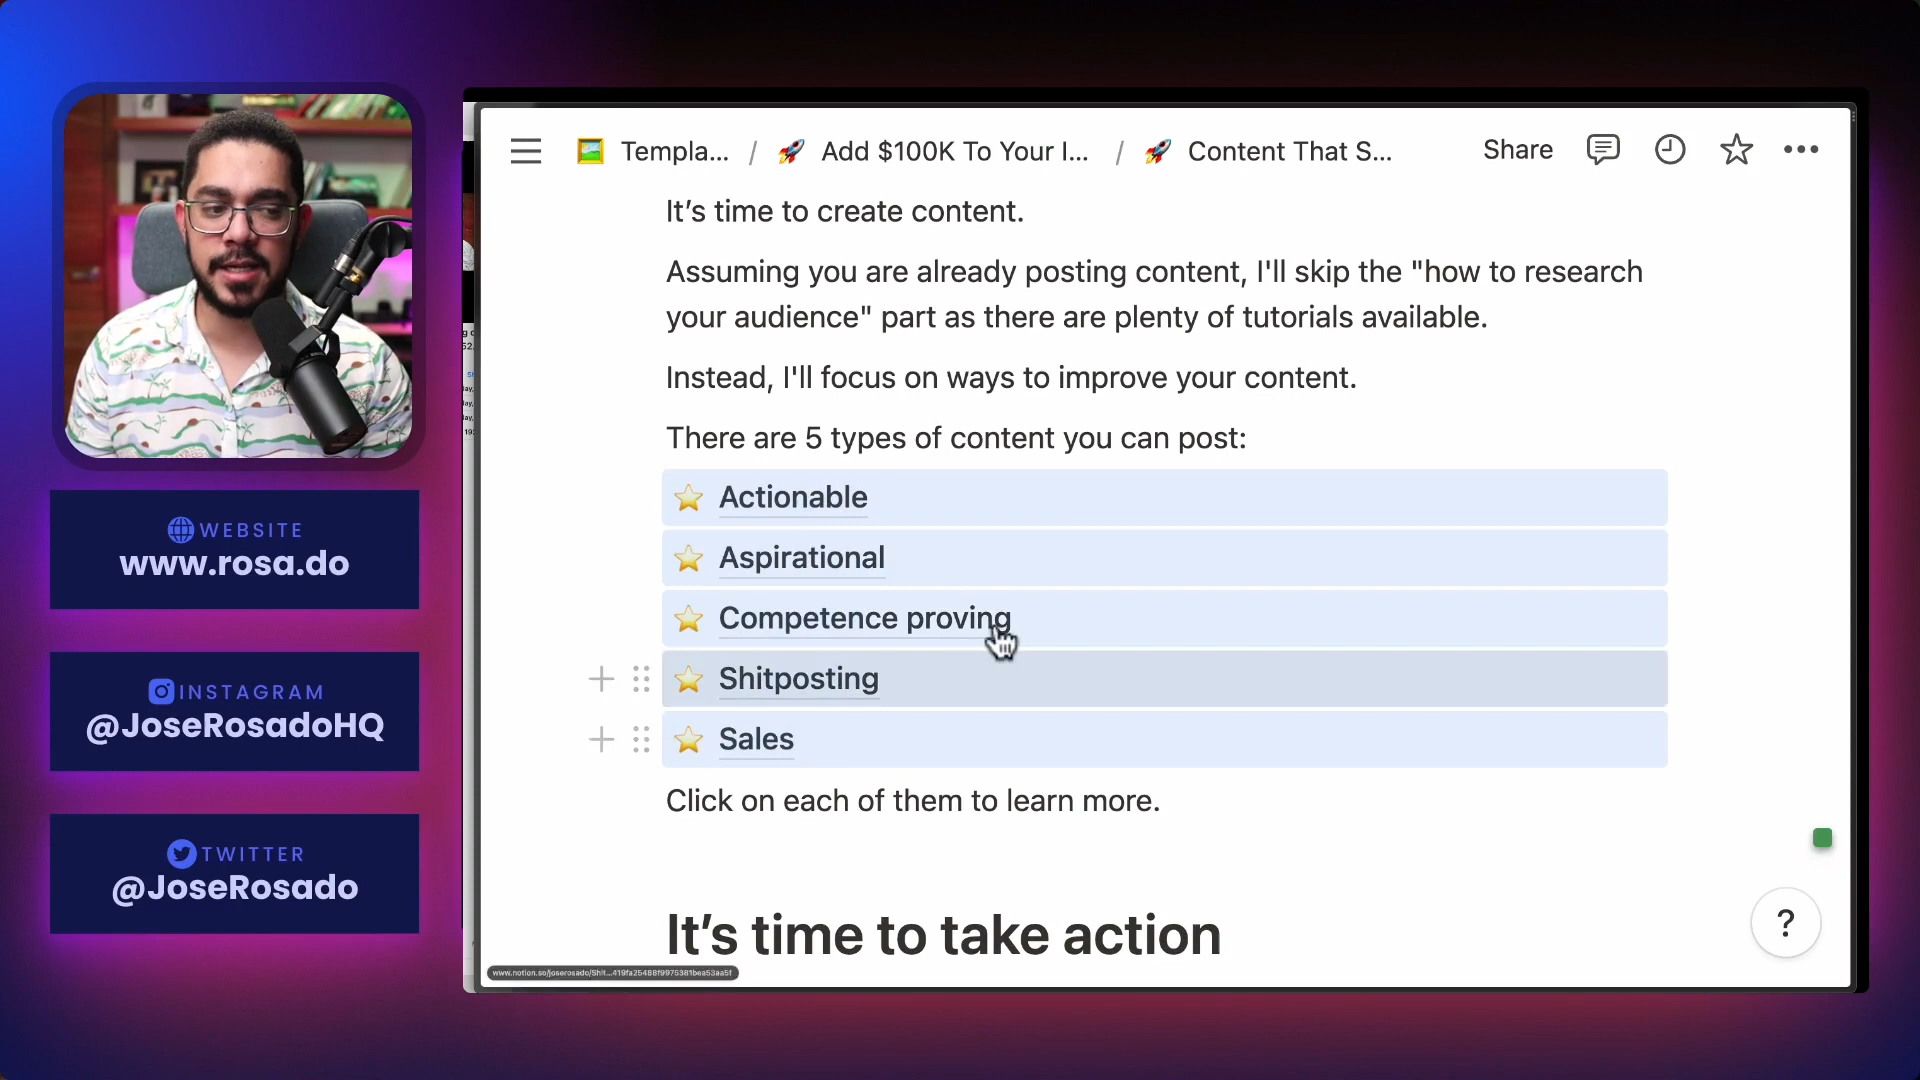 WEBSITE
www.rosa.do
INSTAGRAM
@JoseRosadoHQ
TWITTER
@JoseRosado
Templa... / Add $100K To Your I... / Content That S... Share
It’s time to create content.
Assuming you are already posting content, I'll skip the "how to research
your audience" part as there are plenty of tutorials available.
Instead, I'll focus on ways to improve your content.
There are 5 types of content you can post:
Actionable
Aspirational
Competence proving
Shitposting
Sales
Click on each of them to learn more.
It’s time to take action
?